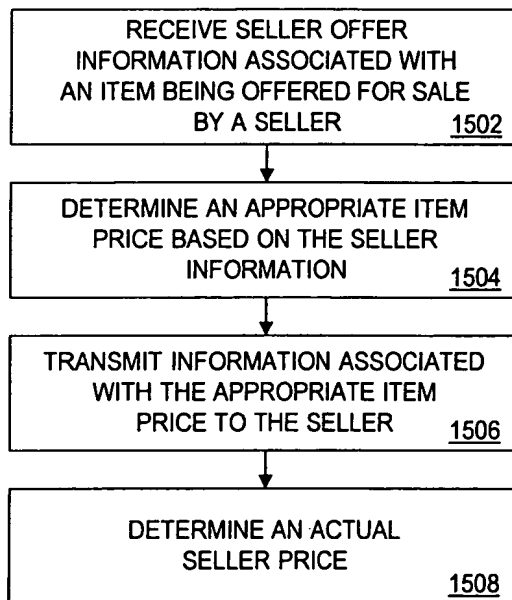 RECEIVE SELLER OFFER
INFORMATION ASSOCIATED WITH
AN ITEM BEING OFFERED FOR SALE
BY A SELLER
1502
DETERMINE AN APPROPRIATE ITEM
PRICE BASED ON THE SELLER
INFORMATION
1504
TRANSMIT INFORMATION ASSOCIATED
WITH THE APPROPRIATE ITEM
PRICE TO THE SELLER
1506
DETERMINE AN ACTUAL
SELLER PRICE
1508